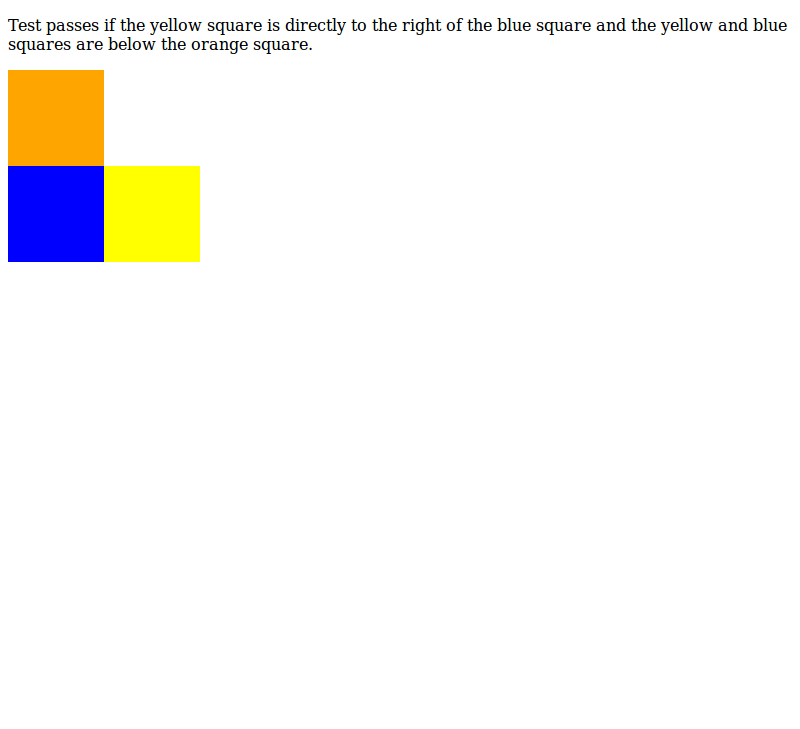 Test passes if the yellow square is directly to the right of the blue square and the yellow and blue
squares are below the orange square.